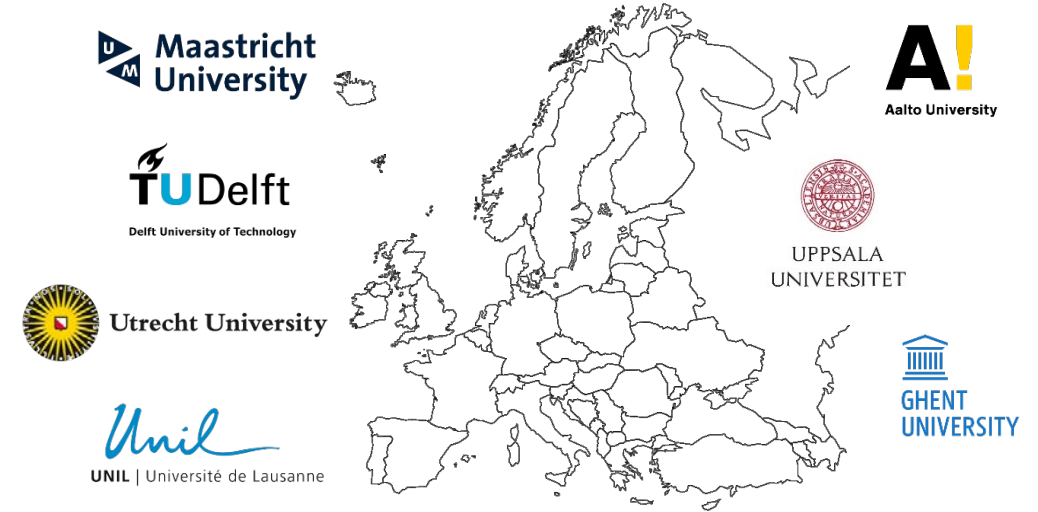 U
M
Maastricht
University
TU Delft
Delft University of Technology
Utrecht University
Unil
UNIL | Université de Lausanne
A!
Aalto University
UPPSALA
UNIVERSITET
GHENT
UNIVERSITY